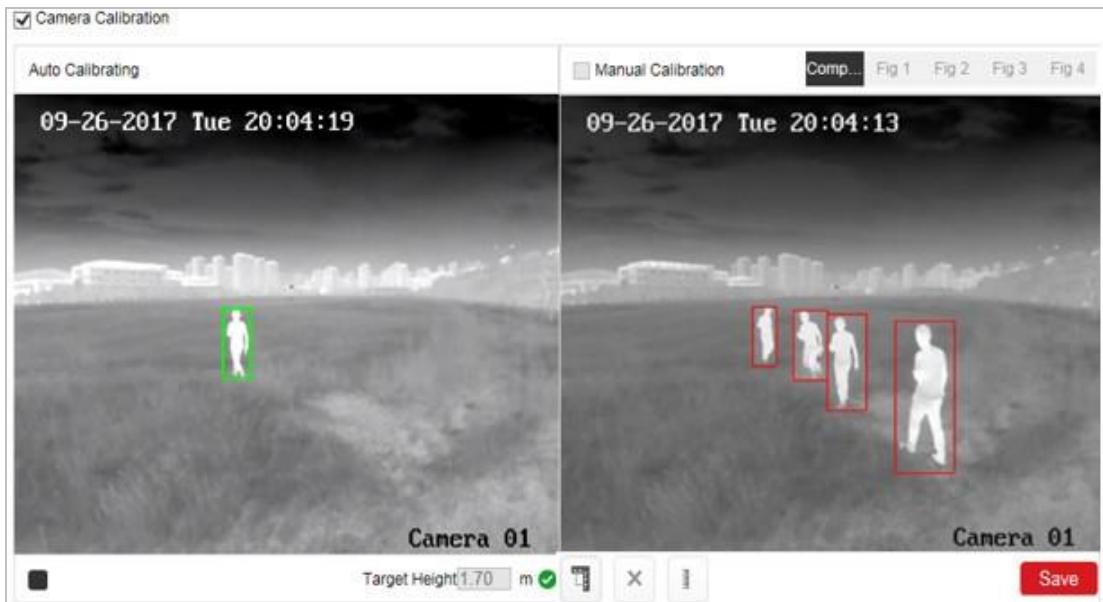 Camera Calibration
Auto Calibrating
Manual Calibration Comp... Fig 1 Fig 2 Fig 3 Fig 4
09-26-2017 Tue 20:04:19
09-26-2017 Tue 20:04:13
Camera 01
Camera 01
Target Height 1.70 m
Save